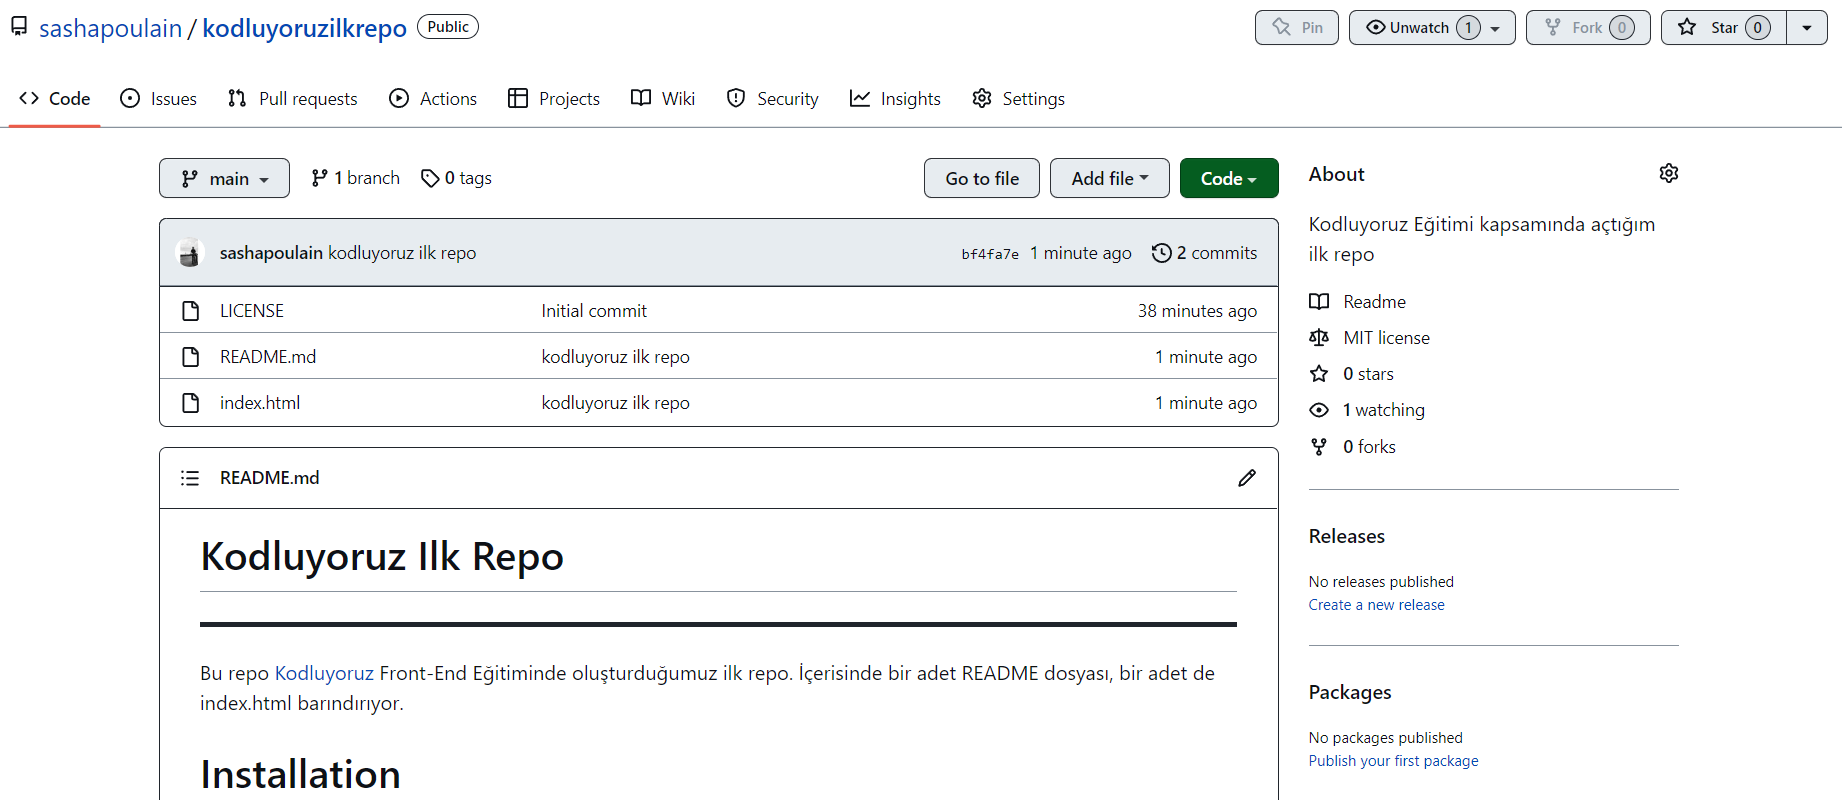 sashapoulain / kodluyoruzilkrepo Public
Pin Unwatch 1 Fork 0 Star 0
Code Issues Pull requests Actions Projects Wiki Security Insights Settings
main 1 branch 0 tags Go to file Add file Code
sashapoulain kodluyoruz ilk repo bf4fa7e 1 minute ago 2 commits
LICENSE Initial commit 38 minutes ago
README.md kodluyoruz ilk repo 1 minute ago
index.html kodluyoruz ilk repo 1 minute ago
README.md
Kodluyoruz Ilk Repo
Bu repo Kodluyoruz Front-End Eğitiminde oluşturduğumuz ilk repo. İçerisinde bir adet README dosyası, bir adet de
index.html barındırıyor.
Installation
About
Kodluyoruz Eğitimi kapsamında açtığım
ilk repo
Readme
MIT license
0 stars
1 watching
0 forks
Releases
No releases published
Create a new release
Packages
No packages published
Publish your first package